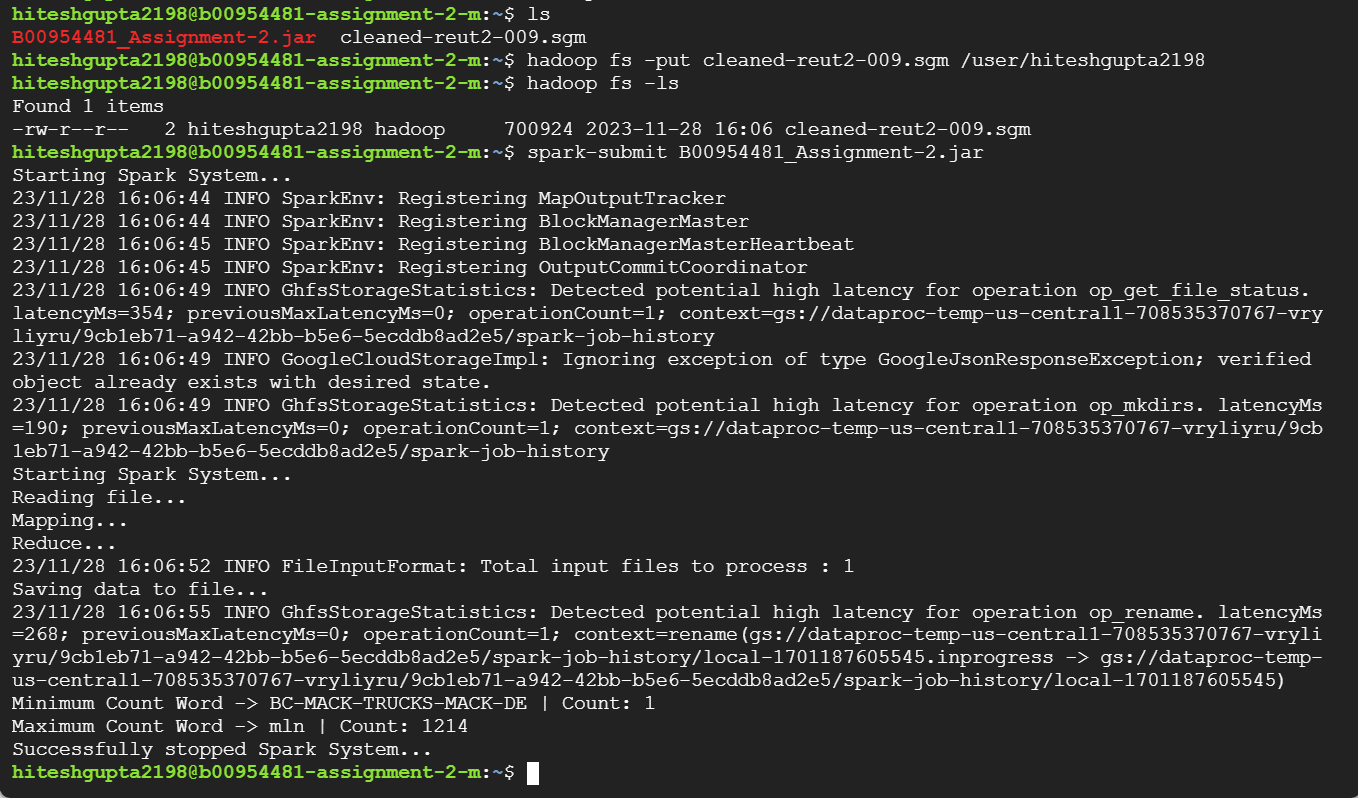 hiteshgupta2198@b00954481-assignment-2-m:~$ ls
B00954481_Assignment-2.jar  cleaned-reut2-009.sgm
hiteshgupta2198@b00954481-assignment-2-m:~$ hadoop fs -put cleaned-reut2-009.sgm /user/hiteshgupta2198
hiteshgupta2198@b00954481-assignment-2-m:~$ hadoop fs -ls
Found 1 items
-rw-r--r--   2 hiteshgupta2198 hadoop     700924 2023-11-28 16:06 cleaned-reut2-009.sgm
hiteshgupta2198@b00954481-assignment-2-m:~$ spark-submit B00954481_Assignment-2.jar
Starting Spark System...
23/11/28 16:06:44 INFO SparkEnv: Registering MapOutputTracker
23/11/28 16:06:44 INFO SparkEnv: Registering BlockManagerMaster
23/11/28 16:06:45 INFO SparkEnv: Registering BlockManagerMasterHeartbeat
23/11/28 16:06:45 INFO SparkEnv: Registering OutputCommitCoordinator
23/11/28 16:06:49 INFO GhfsStorageStatistics: Detected potential high latency for operation op_get_file_status.
latencyMs=354; previousMaxLatencyMs=0; operationCount=1; context=gs://dataproc-temp-us-central1-708535370767-vry
liyru/9cb1eb71-a942-42bb-b5e6-5ecddb8ad2e5/spark-job-history
23/11/28 16:06:49 INFO GoogleCloudStorageImpl: Ignoring exception of type GoogleJsonResponseException; verified
object already exists with desired state.
23/11/28 16:06:49 INFO GhfsStorageStatistics: Detected potential high latency for operation op_mkdirs. latencyMs
=190; previousMaxLatencyMs=0; operationCount=1; context=gs://dataproc-temp-us-central1-708535370767-vryliyru/9cb
1eb71-a942-42bb-b5e6-5ecddb8ad2e5/spark-job-history
Starting Spark System...
Reading file...
Mapping...
Reduce...
23/11/28 16:06:52 INFO FileInputFormat: Total input files to process : 1
Saving data to file...
23/11/28 16:06:55 INFO GhfsStorageStatistics: Detected potential high latency for operation op_rename. latencyMs
=268; previousMaxLatencyMs=0; operationCount=1; context=rename(gs://dataproc-temp-us-central1-708535370767-vryli
yru/9cb1eb71-a942-42bb-b5e6-5ecddb8ad2e5/spark-job-history/local-1701187605545.inprogress -> gs://dataproc-temp-
us-central1-708535370767-vryliyru/9cb1eb71-a942-42bb-b5e6-5ecddb8ad2e5/spark-job-history/local-1701187605545)
Minimum Count Word -> BC-MACK-TRUCKS-MACK-DE | Count: 1
Maximum Count Word -> mln | Count: 1214
Successfully stopped Spark System...
hiteshgupta2198@b00954481-assignment-2-m:~$